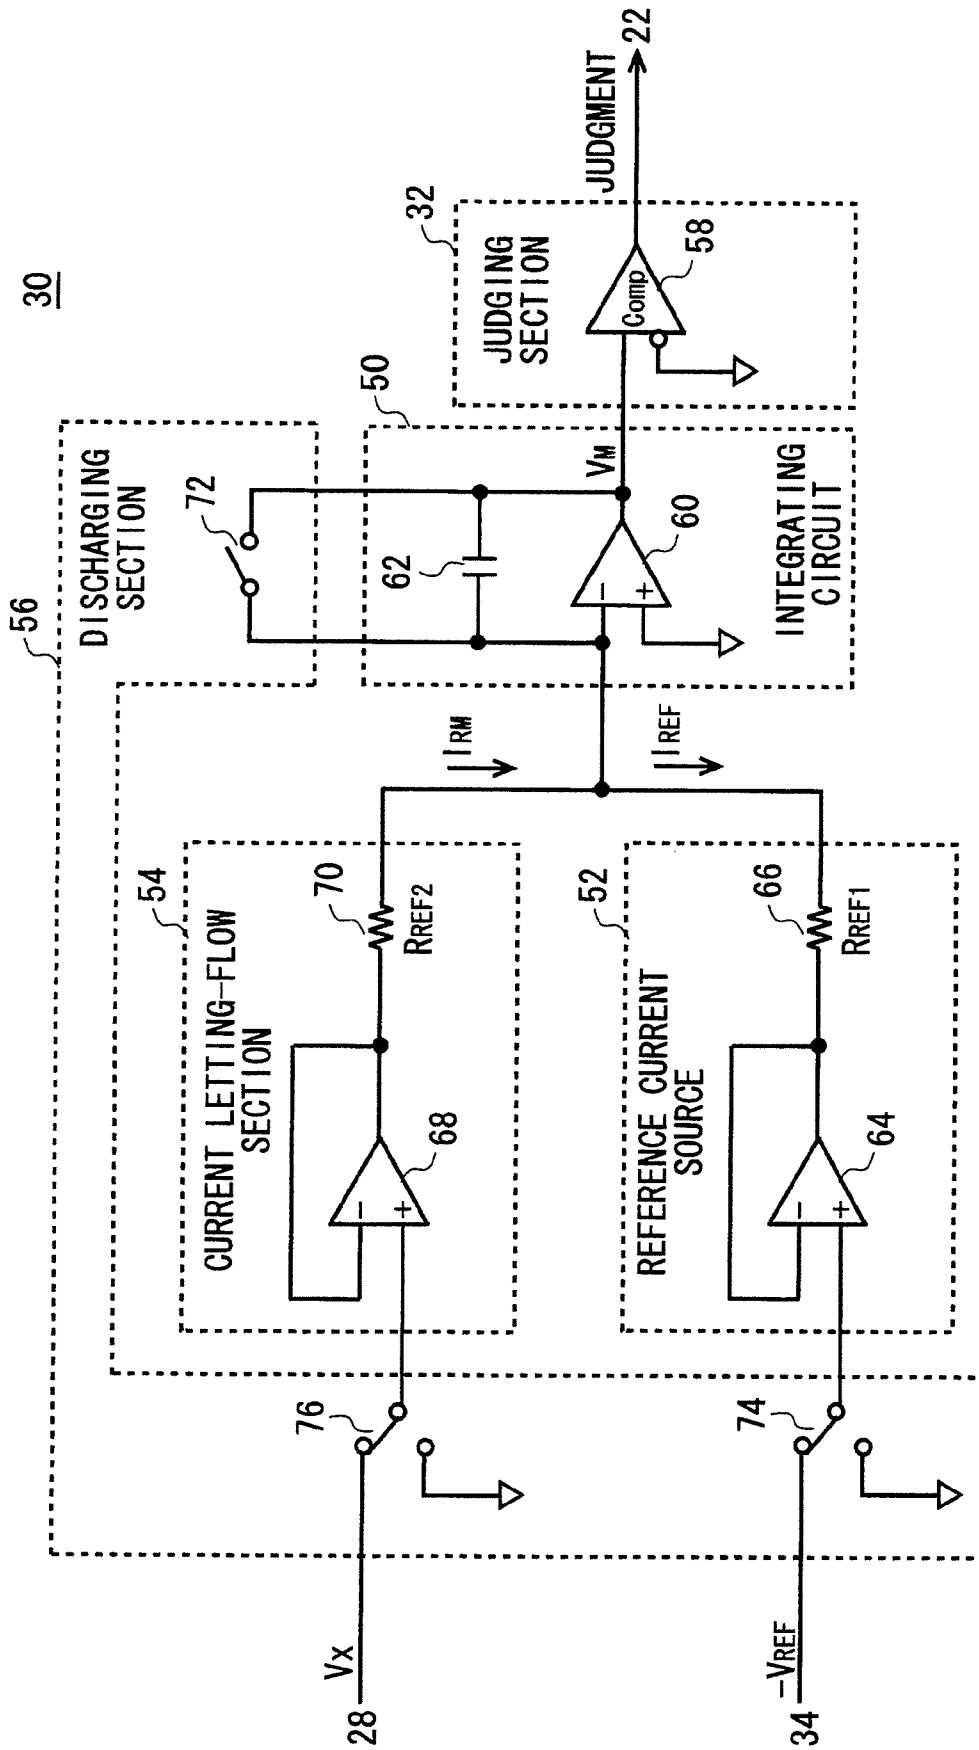 30
56
DISCHARGING
SECTION
72
54
CURRENT LETTING-FLOW
SECTION
70
RREF2
68
76
VX
28
IRM
IREF
50
62
VM
60
INTEGRATING
CIRCUIT
32
JUDGING
SECTION
Comp
58
JUDGMENT
22
52
REFERENCE CURRENT
SOURCE
66
RREF1
64
74
-VREF
34
- +
- +
- +